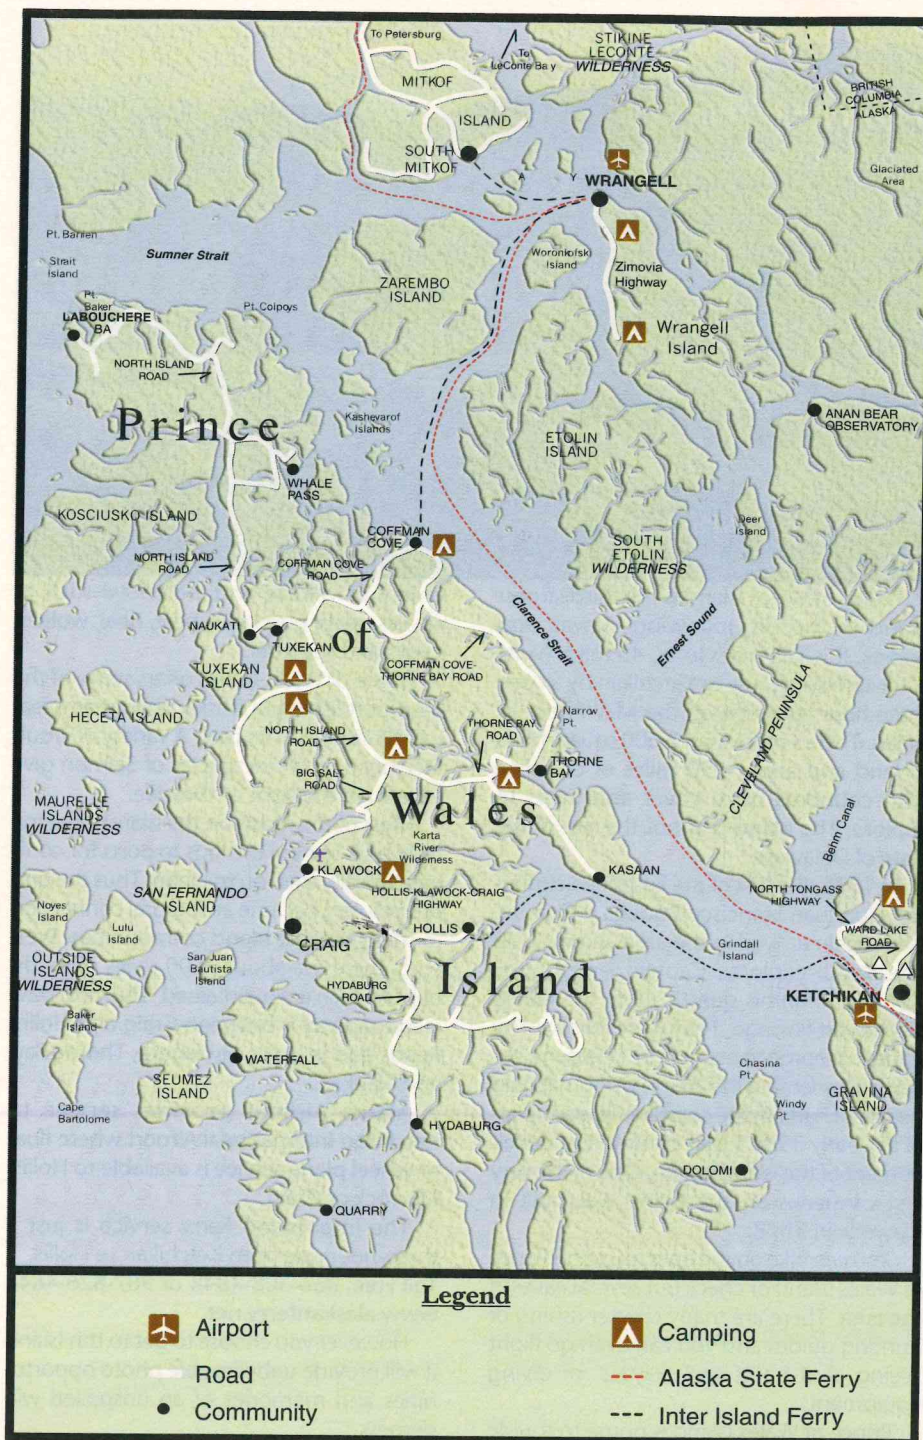 To Petersburg
To
LeConte Bay
STIKINE
LECONTE
WILDERNESS
MITKOF
ISLAND
BRITISH
COLUMBIA
ALASKA
SOUTH
MITKOF
A
Y
WRANGELL
Glaciated
Area
Pt. Barren
Strait
Island
Sumner Strait
Woronkofski
Island
Zimovia
Highway
ZAREMBO
ISLAND
Pt.
Baker
LABOUCHERE
BA
Pt. Colpoys
Wrangell
Island
NORTH ISLAND
ROAD
Prince
Kashevarof
Islands
ANAN BEAR
OBSERVATORY
ETOLIN
ISLAND
WHALE
PASS
KOSCIUSKO ISLAND
Deer
Island
COFFMAN
COVE
SOUTH
ETOLIN
WILDERNESS
NORTH ISLAND
ROAD
COFFMAN COVE
ROAD
Clarence Strait
Ernest Sound
NAUKATI
TUXEKAN
of
TUXEKAN
ISLAND
COFFMAN COVE-
THORNE BAY ROAD
CLEVELAND PENINSULA
HECETA ISLAND
Narrow
Pt.
NORTH ISLAND
ROAD
THORNE BAY
ROAD
THORNE
BAY
BIG SALT
ROAD
Wales
MAURELLE
ISLANDS
WILDERNESS
Behm Canal
Karta
River
Wilderness
KLAWOCK
KASAAN
SAN FERNANDO
ISLAND
HOLLIS-KLAWOCK-CRAIG
HIGHWAY
NORTH TONGASS
HIGHWAY
Noyes
Island
Lulu
Island
WARD LAKE
ROAD
CRAIG
HOLLIS
Grindall
Island
OUTSIDE
ISLANDS
WILDERNESS
San Juan
Bautista
Island
Island
HYDABURG
ROAD
KETCHIKAN
Baker
Island
WATERFALL
SEUMEZ
ISLAND
Chasina
Pt.
GRAVINA
ISLAND
Windy
Pt.
Cape
Bartolome
HYDABURG
DOLOMI
QUARRY
Legend
Airport
Camping
Road
Alaska State Ferry
Community
Inter Island Ferry